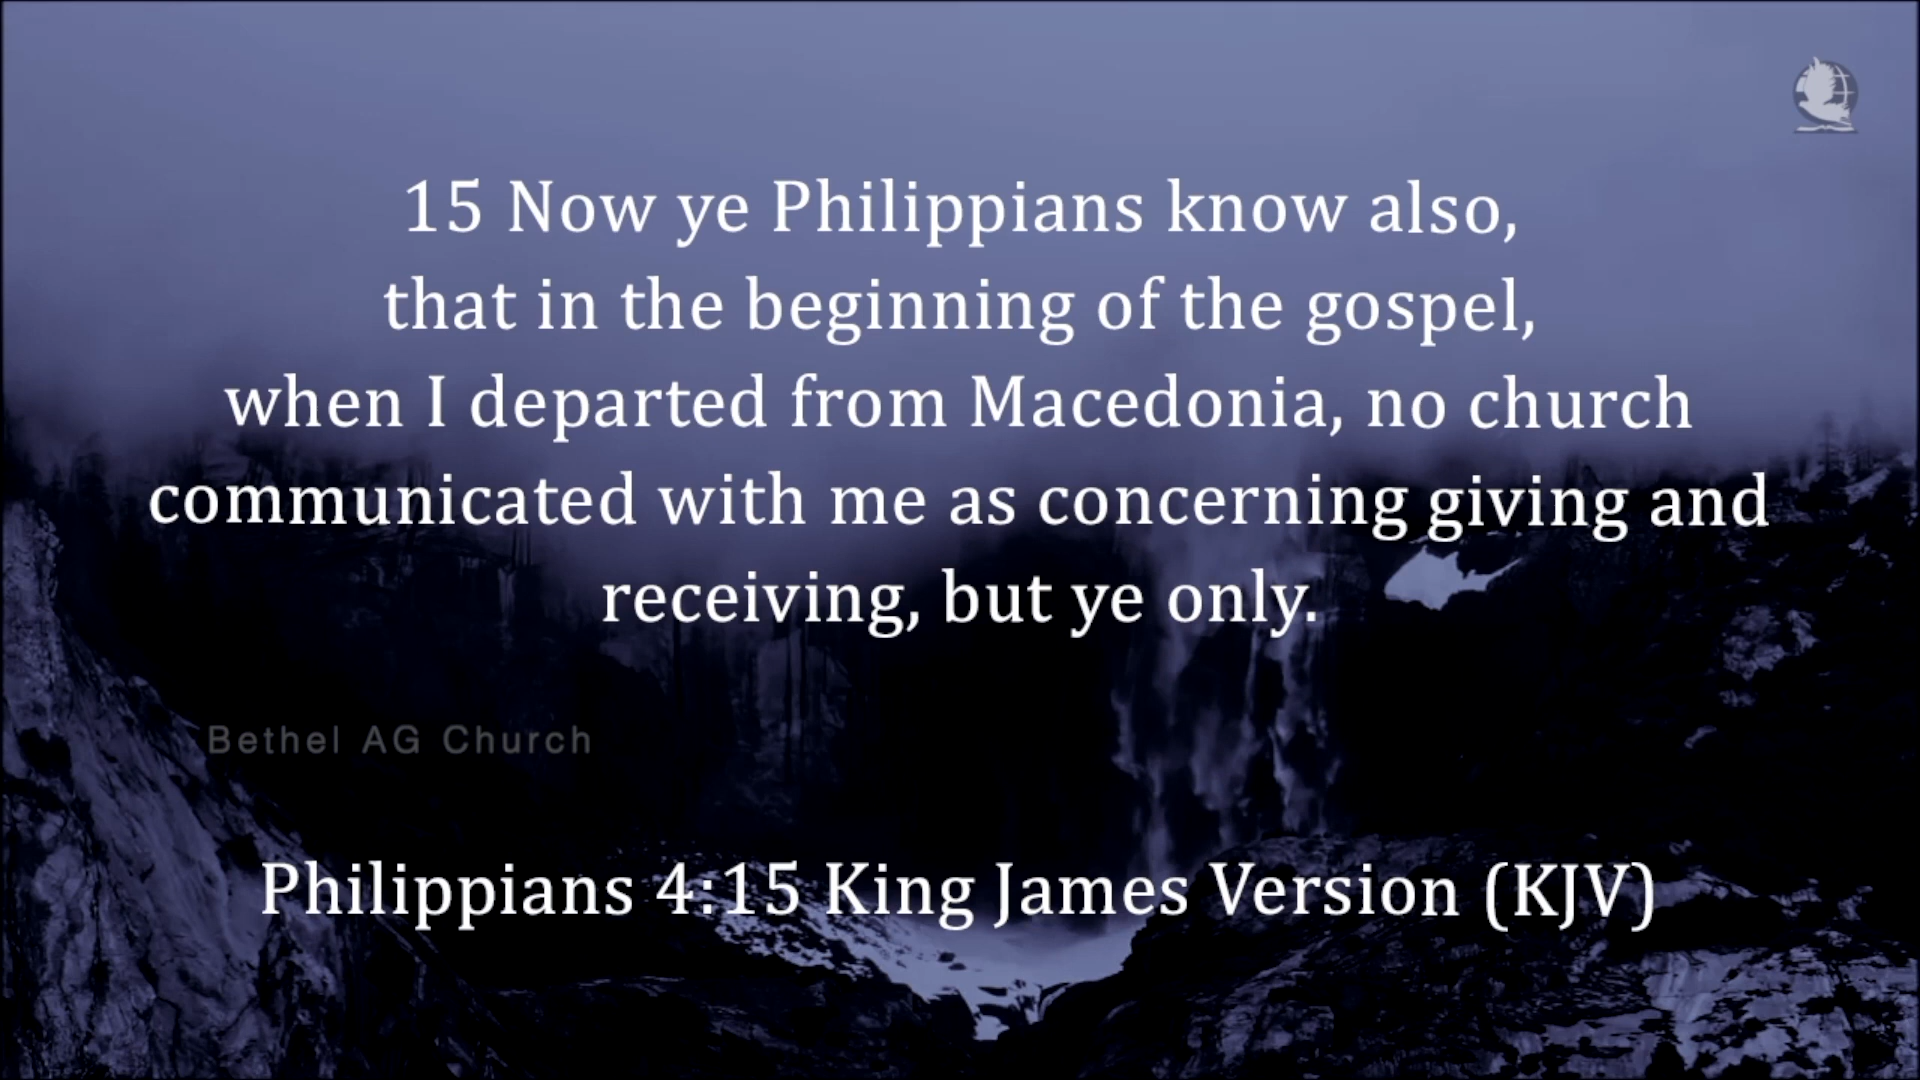 15 Now ye Philippians know also,
that in the beginning of the gospel,
when I departed from Macedonia, no church
communicated with me as concerning giving and
receiving, but ye only.
Bethel AG Church
Philippians 4:15 King James Version (KJV)